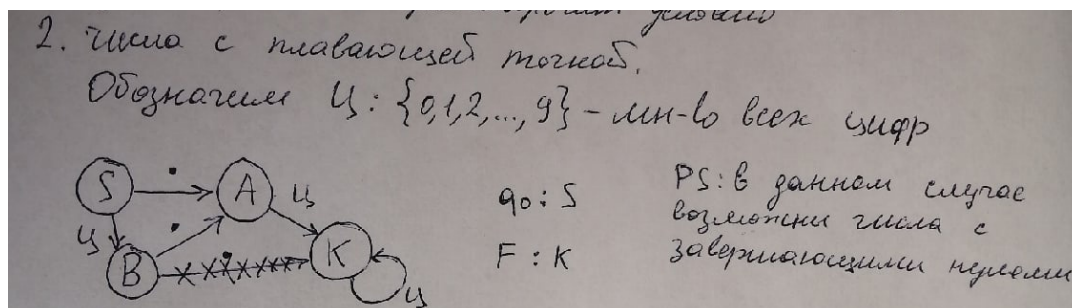 условно
2. Числа с плавающей точкой.
Обозначим Ц: {0,1,2,...,9} - мн-во всех цифр
S . A Ц
q0: S
PS: в данном случае
возможны числа с
завершающими нулями
Ц . B . K Ц
F: K